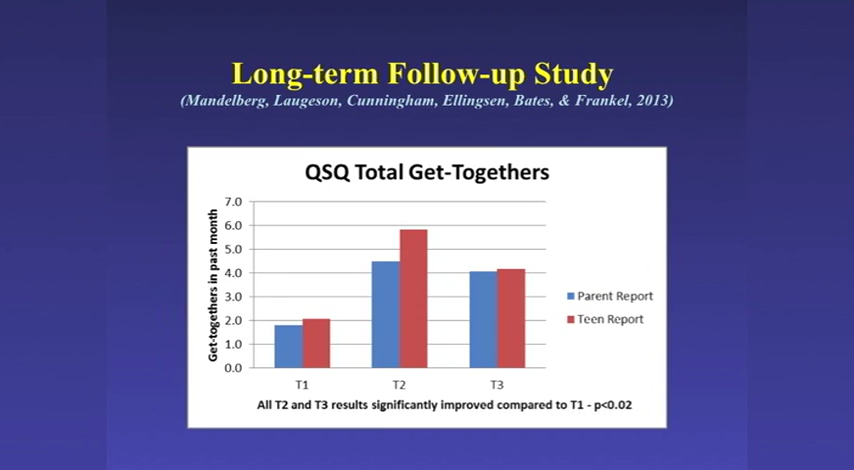 Long-term Follow-up Study
(Mandelberg, Laugeson, Cunningham, Ellingsen, Bates, & Frankel, 2013)
QSQ Total Get-Togethers
Get-togethers in past month
7.0
6.0
5.0
4.0
3.0
2.0
1.0
0.0
T1 T2 T3
Parent Report
Teen Report
All T2 and T3 results significantly improved compared to T1 - p<0.02